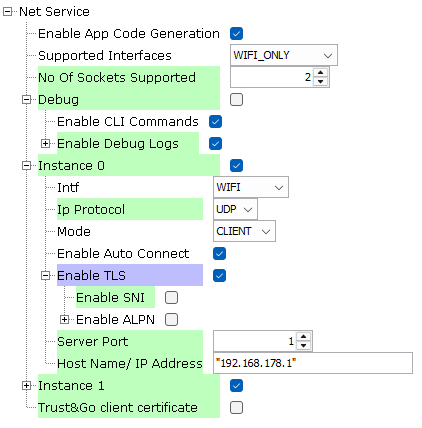 Net Service
Enable App Code Generation
Supported Interfaces WIFI_ONLY
No Of Sockets Supported 2
Debug
Enable CLI Commands
Enable Debug Logs
Instance 0
Intf WIFI
Ip Protocol UDP
Mode CLIENT
Enable Auto Connect
Enable TLS
Enable SNI
Enable ALPN
Server Port 1
Host Name/ IP Address "192.168.178.1"
Instance 1
Trust&Go client certificate